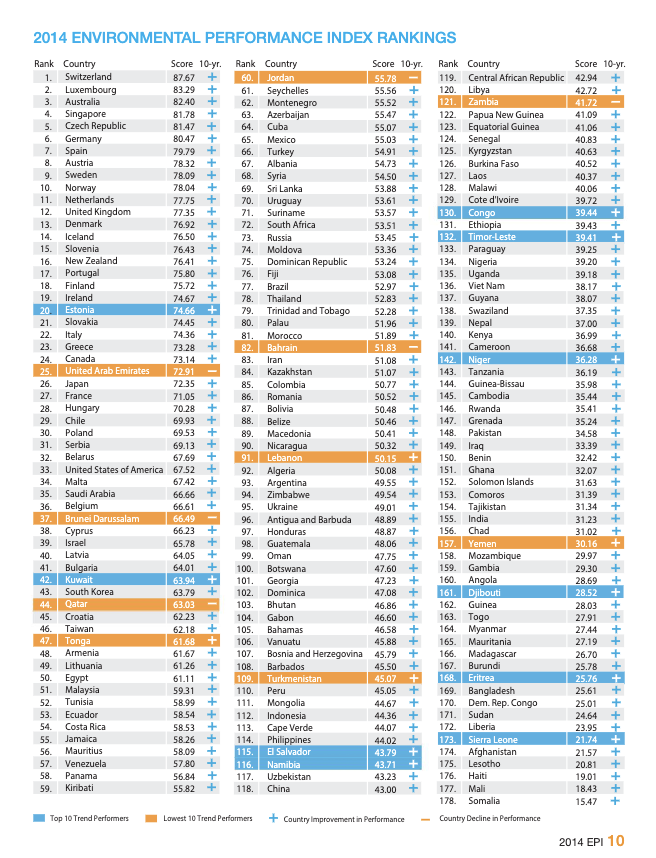 2014 ENVIRONMENTAL PERFORMANCE INDEX RANKINGS
Rank Country Score 10-yr.
1. Switzerland 87.67 +
2. Luxembourg 83.29 +
3. Australia 82.40 +
4. Singapore 81.78 +
5. Czech Republic 81.47 +
6. Germany 80.47 +
7. Spain 79.79 +
8. Austria 78.32 +
9. Sweden 78.09 +
10. Norway 78.04 +
11. Netherlands 77.75 +
12. United Kingdom 77.35 +
13. Denmark 76.92 +
14. Iceland 76.50 +
15. Slovenia 76.43 +
16. New Zealand 76.41 +
17. Portugal 75.80 +
18. Finland 75.72 +
19. Ireland 74.67 +
20. Estonia 74.66 +
21. Slovakia 74.45 +
22. Italy 74.36 +
23. Greece 73.28 +
24. Canada 73.14 +
25. United Arab Emirates 72.91 −
26. Japan 72.35 +
27. France 71.05 +
28. Hungary 70.28 +
29. Chile 69.93 +
30. Poland 69.53 +
31. Serbia 69.13 +
32. Belarus 67.69 +
33. United States of America 67.52 +
34. Malta 67.42 +
35. Saudi Arabia 66.66 +
36. Belgium 66.61 +
37. Brunei Darussalam 66.49 −
38. Cyprus 66.23 +
39. Israel 65.78 +
40. Latvia 64.05 +
41. Bulgaria 64.01 +
42. Kuwait 63.94 +
43. South Korea 63.79 +
44. Qatar 63.03 −
45. Croatia 62.23 +
46. Taiwan 62.18 +
47. Tonga 61.68 +
48. Armenia 61.67 +
49. Lithuania 61.26 +
50. Egypt 61.11 +
51. Malaysia 59.31 +
52. Tunisia 58.99 +
53. Ecuador 58.54 +
54. Costa Rica 58.53 +
55. Jamaica 58.26 +
56. Mauritius 58.09 +
57. Venezuela 57.80 +
58. Panama 56.84 +
59. Kiribati 55.82 +
Rank Country Score 10-yr.
60. Jordan 55.78 −
61. Seychelles 55.56 +
62. Montenegro 55.52 +
63. Azerbaijan 55.47 +
64. Cuba 55.07 +
65. Mexico 55.03 +
66. Turkey 54.91 +
67. Albania 54.73 +
68. Syria 54.50 +
69. Sri Lanka 53.88 +
70. Uruguay 53.61 +
71. Suriname 53.57 +
72. South Africa 53.51 +
73. Russia 53.45 +
74. Moldova 53.36 +
75. Dominican Republic 53.24 +
76. Fiji 53.08 +
77. Brazil 52.97 +
78. Thailand 52.83 +
79. Trinidad and Tobago 52.28 +
80. Palau 51.96 +
81. Morocco 51.89 +
82. Bahrain 51.83 −
83. Iran 51.08 +
84. Kazakhstan 51.07 +
85. Colombia 50.77 +
86. Romania 50.52 +
87. Bolivia 50.48 +
88. Belize 50.46 +
89. Macedonia 50.41 +
90. Nicaragua 50.32 +
91. Lebanon 50.15 +
92. Algeria 50.08 +
93. Argentina 49.55 +
94. Zimbabwe 49.54 +
95. Ukraine 49.01 +
96. Antigua and Barbuda 48.89 +
97. Honduras 48.87 +
98. Guatemala 48.06 +
99. Oman 47.75 +
100. Botswana 47.60 +
101. Georgia 47.23 +
102. Dominica 47.08 +
103. Bhutan 46.86 +
104. Gabon 46.60 +
105. Bahamas 46.58 +
106. Vanuatu 45.88 +
107. Bosnia and Herzegovina 45.79 +
108. Barbados 45.50 +
109. Turkmenistan 45.07 +
110. Peru 45.05 +
111. Mongolia 44.67 +
112. Indonesia 44.36 +
113. Cape Verde 44.07 +
114. Philippines 44.02 +
115. El Salvador 43.79 +
116. Namibia 43.71 +
117. Uzbekistan 43.23 +
118. China 43.00 +
Rank Country Score 10-yr.
119. Central African Republic 42.94 +
120. Libya 42.72 +
121. Zambia 41.72 −
122. Papua New Guinea 41.09 +
123. Equatorial Guinea 41.06 +
124. Senegal 40.83 +
125. Kyrgyzstan 40.63 +
126. Burkina Faso 40.52 +
127. Laos 40.37 +
128. Malawi 40.06 +
129. Cote d'Ivoire 39.72 +
130. Congo 39.44 +
131. Ethiopia 39.43 +
132. Timor-Leste 39.41 +
133. Paraguay 39.25 +
134. Nigeria 39.20 +
135. Uganda 39.18 +
136. Viet Nam 38.17 +
137. Guyana 38.07 +
138. Swaziland 37.35 +
139. Nepal 37.00 +
140. Kenya 36.99 +
141. Cameroon 36.68 +
142. Niger 36.28 +
143. Tanzania 36.19 +
144. Guinea-Bissau 35.98 +
145. Cambodia 35.44 +
146. Rwanda 35.41 +
147. Grenada 35.24 +
148. Pakistan 34.58 +
149. Iraq 33.39 +
150. Benin 32.42 +
151. Ghana 32.07 +
152. Solomon Islands 31.63 +
153. Comoros 31.39 +
154. Tajikistan 31.34 +
155. India 31.23 +
156. Chad 31.02 +
157. Yemen 30.16 +
158. Mozambique 29.97 +
159. Gambia 29.30 +
160. Angola 28.69 +
161. Djibouti 28.52 +
162. Guinea 28.03 +
163. Togo 27.91 +
164. Myanmar 27.44 +
165. Mauritania 27.19 +
166. Madagascar 26.70 +
167. Burundi 25.78 +
168. Eritrea 25.76 +
169. Bangladesh 25.61 +
170. Dem. Rep. Congo 25.01 +
171. Sudan 24.64 +
172. Liberia 23.95 +
173. Sierra Leone 21.74 +
174. Afghanistan 21.57 +
175. Lesotho 20.81 +
176. Haiti 19.01 +
177. Mali 18.43 +
178. Somalia 15.47 +
Top 10 Trend Performers Lowest 10 Trend Performers + Country Improvement in Performance − Country Decline in Performance
2014 EPI 10